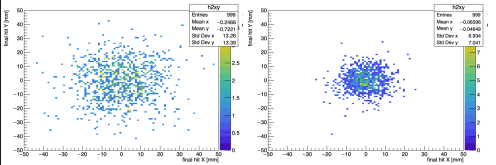 h2xy
Entries 999
Mean x -0.2466
Mean y -0.7221
Std Dev x 13.26
Std Dev y 13.39
final hit Y [mm]
50
40
30
20
10
0
−10
−20
−30
−40
−50
−50 −40 −30 −20 −10 0 10 20 30 40 50
final hit X [mm]
2.5
2
1.5
1
0.5
0
h2xy
Entries 999
Mean x -0.06596
Mean y -0.04649
Std Dev x 6.934
Std Dev y 7.041
final hit Y [mm]
50
40
30
20
10
0
−10
−20
−30
−40
−50
−50 −40 −30 −20 −10 0 10 20 30 40 50
final hit X [mm]
7
6
5
4
3
2
1
0